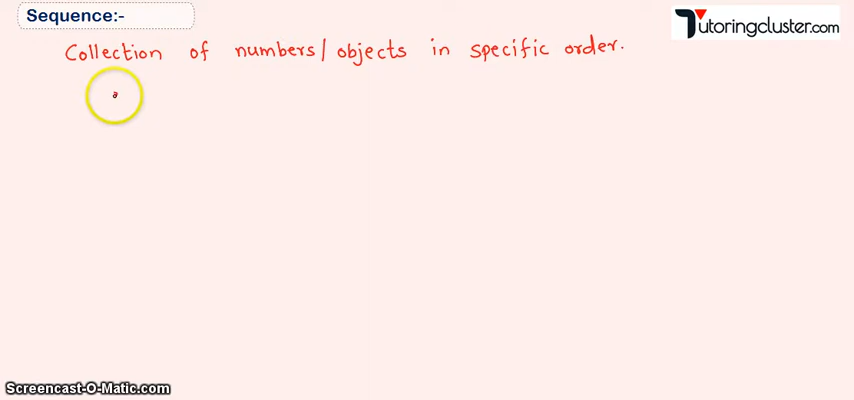 Sequence:-
Tutoringcluster.com
Collection of numbers/objects in specific order.
Screencast-O-Matic.com